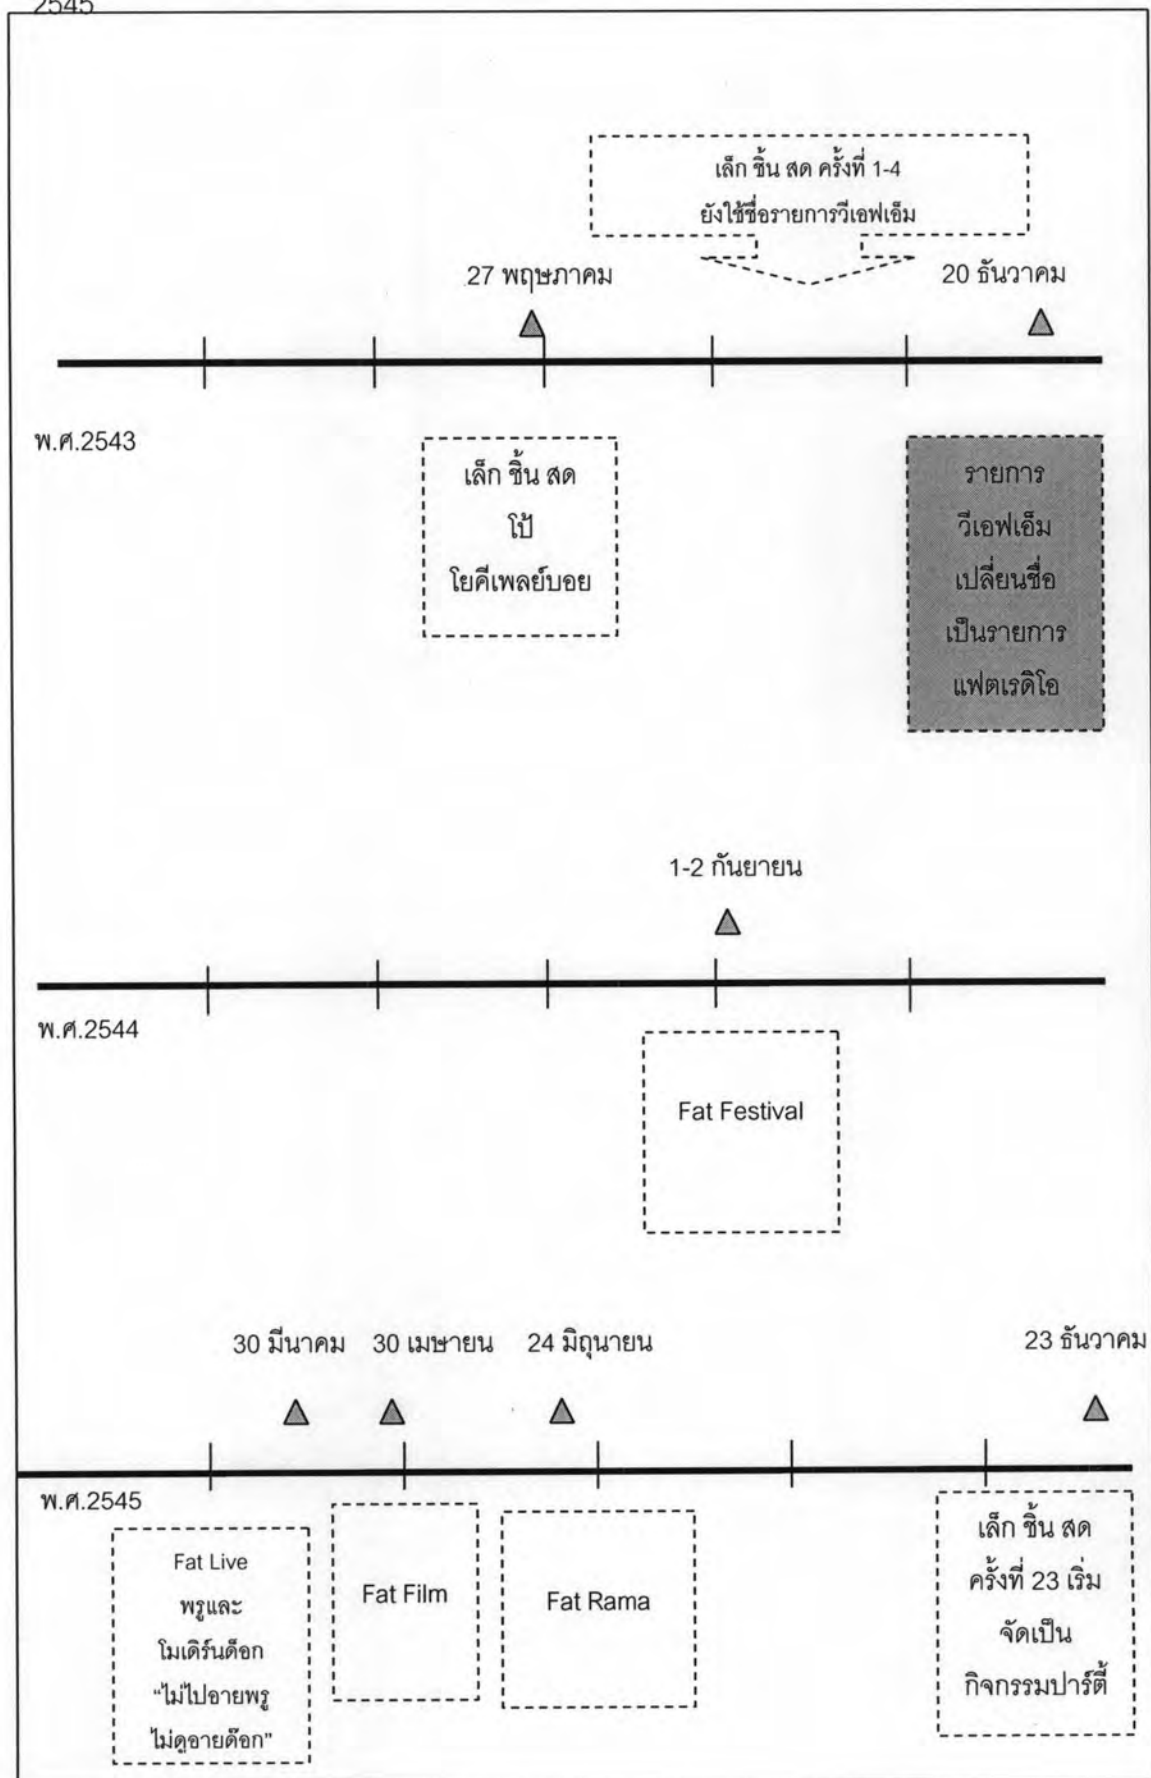 2545
เล็ก ชิ้น สด ครั้งที่ 1-4
ยังใช้ชื่อรายการวีเอฟเอ็ม
27 พฤษภาคม
20 ธันวาคม
พ.ศ.2543
เล็ก ชิ้น สด
โป้
โยคีเพลย์บอย
รายการ
วีเอฟเอ็ม
เปลี่ยนชื่อ
เป็นรายการ
แฟตเรดิโอ
1-2 กันยายน
พ.ศ.2544
Fat Festival
30 มีนาคม
30 เมษายน
24 มิถุนายน
23 ธันวาคม
พ.ศ.2545
Fat Live
พรูและ
โมเดิร์นด็อก
“ไม่ไปอายพรู
ไม่ดูอายด๊อก”
Fat Film
Fat Rama
เล็ก ชิ้น สด
ครั้งที่ 23 เริ่ม
จัดเป็น
กิจกรรมปาร์ตี้